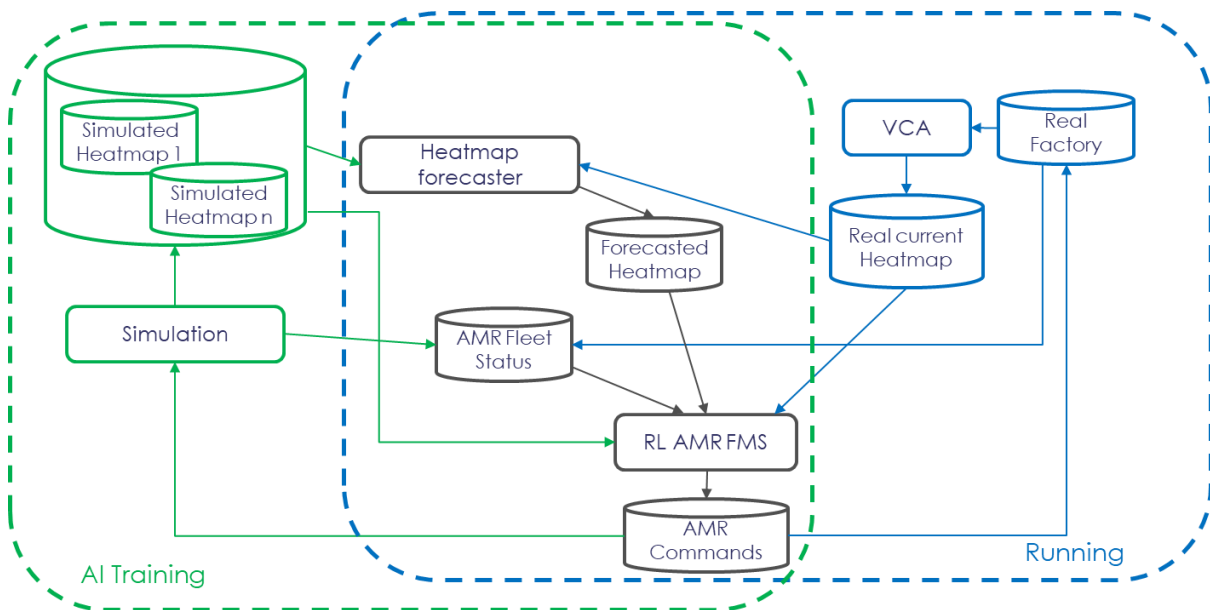 Simulated
Heatmap 1
Simulated
Heatmap n
Heatmap
forecaster
VCA
Real
Factory
Forecasted
Heatmap
Real current
Heatmap
Simulation
AMR Fleet
Status
RL AMR FMS
AMR
Commands
AI Training
Running